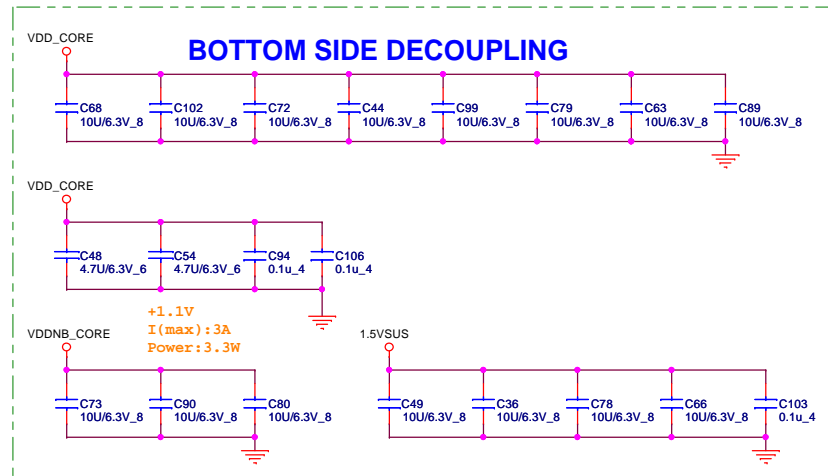 BOTTOM SIDE DECOUPLING
VDD_CORE
C68
10U/6.3V_8
C102
10U/6.3V_8
C72
10U/6.3V_8
C44
10U/6.3V_8
C99
10U/6.3V_8
C79
10U/6.3V_8
C63
10U/6.3V_8
C89
10U/6.3V_8
VDD_CORE
C48
4.7U/6.3V_6
C54
4.7U/6.3V_6
C94
0.1u_4
C106
0.1u_4
+1.1V
I(max):3A
Power:3.3W
VDDNB_CORE
C73
10U/6.3V_8
C90
10U/6.3V_8
C80
10U/6.3V_8
1.5VSUS
C49
10U/6.3V_8
C36
10U/6.3V_8
C78
10U/6.3V_8
C66
10U/6.3V_8
C103
0.1u_4